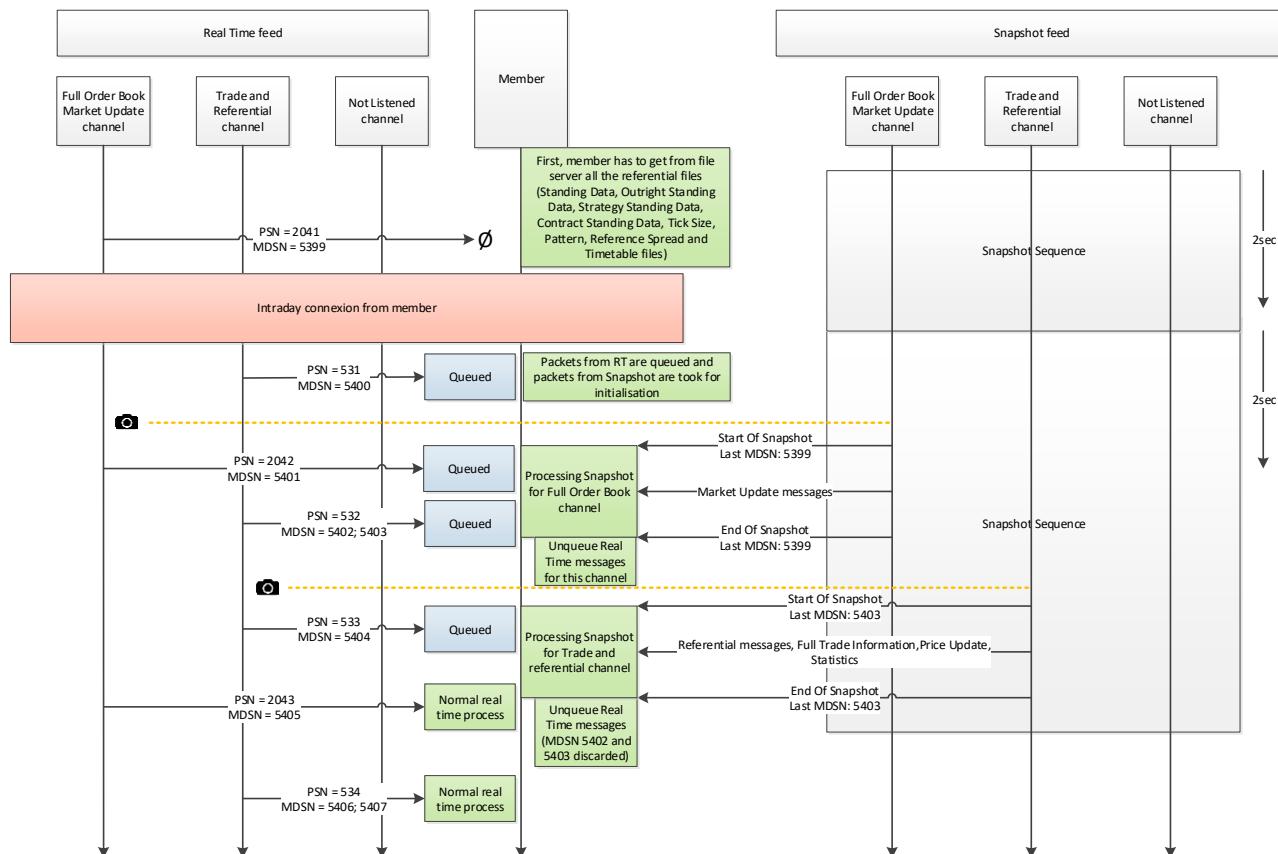 Real Time feed
Member
Snapshot feed
Full Order Book
Market Update
channel
Trade and
Referential
channel
Not Listened
channel
Full Order Book
Market Update
channel
Trade and
Referential
channel
Not Listened
channel
First, member has to get from file
server all the referential files
(Standing Data, Outright Standing
Data, Strategy Standing Data,
Contract Standing Data, Tick Size,
Pattern, Reference Spread and
Timetable files)
PSN = 2041
MDSN = 5399
Ø
Snapshot Sequence
2sec
Intraday connexion from member
PSN = 531
MDSN = 5400
Queued
Packets from RT are queued and
packets from Snapshot are took for
initialisation
2sec
Start Of Snapshot
Last MDSN: 5399
PSN = 2042
MDSN = 5401
Queued
Processing Snapshot
for Full Order Book
channel
Market Update messages
PSN = 532
MDSN = 5402; 5403
Queued
End Of Snapshot
Last MDSN: 5399
Snapshot Sequence
Unqueue Real
Time messages
for this channel
Start Of Snapshot
Last MDSN: 5403
PSN = 533
MDSN = 5404
Queued
Processing Snapshot
for Trade and
referential channel
Referential messages, Full Trade Information,Price Update,
Statistics
PSN = 2043
MDSN = 5405
Normal real
time process
End Of Snapshot
Last MDSN: 5403
Unqueue Real
Time messages
(MDSN 5402 and
5403 discarded)
PSN = 534
MDSN = 5406; 5407
Normal real
time process